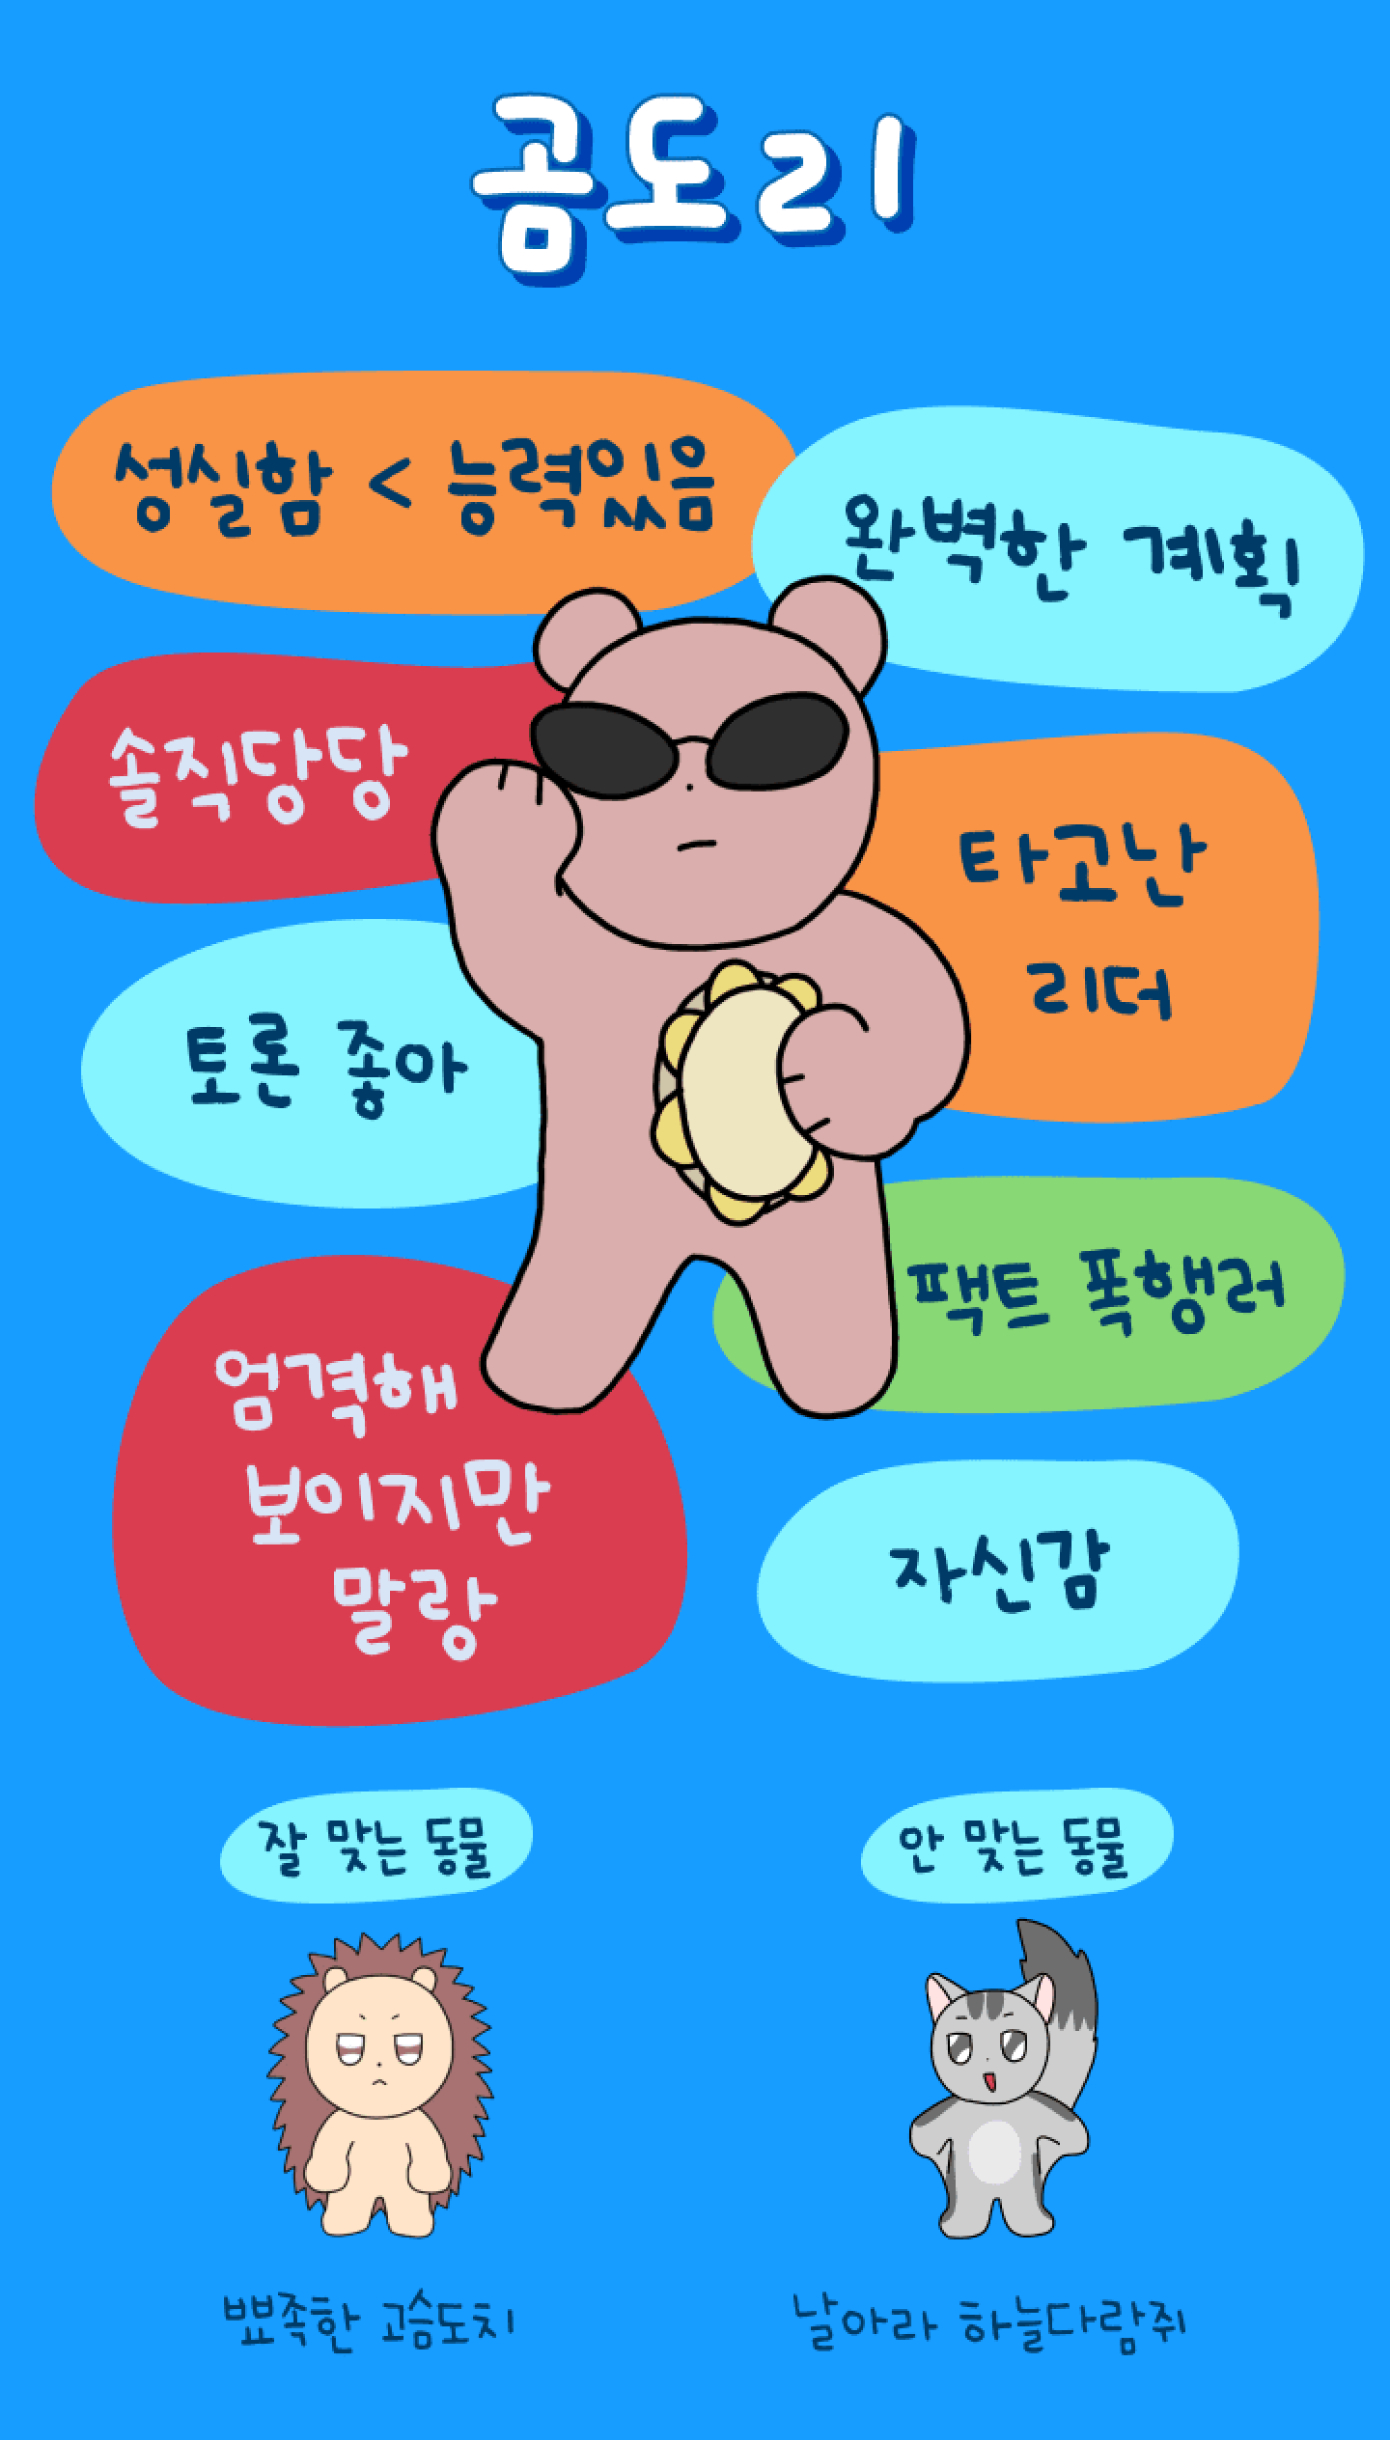 곰도리
성실함 < 능력있음
완벽한 계획
솔직당당
타고난
리더
토론 좋아
팩트 폭행러
엄격해
보이지만
말랑
자신감
잘 맞는 동물
안 맞는 동물
뾰족한 고슴도치
날아라 하늘다람쥐